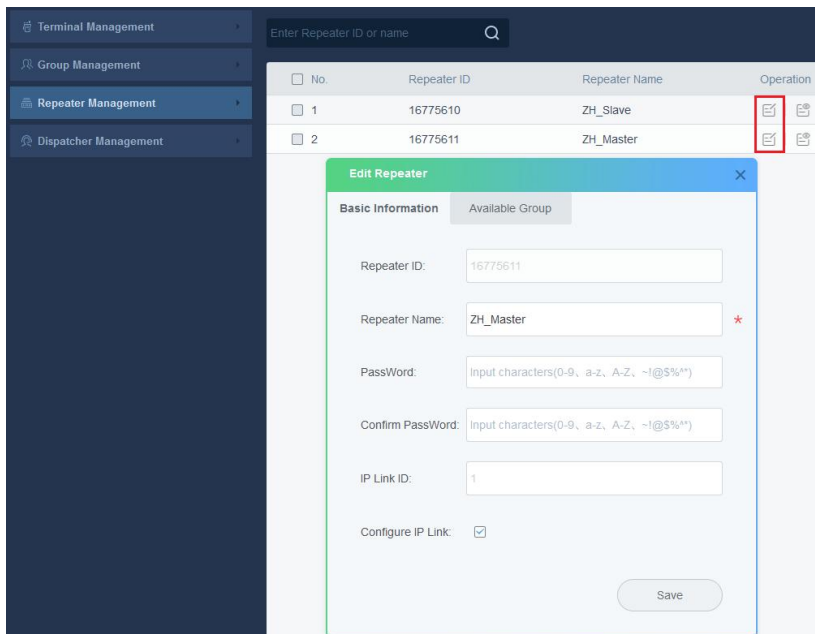 Terminal Management
Group Management
Repeater Management
Dispatcher Management
Enter Repeater ID or name
No. Repeater ID Repeater Name Operation
1 16775610 ZH_Slave
2 16775611 ZH_Master
Edit Repeater
Basic Information Available Group
Repeater ID: 16775611
Repeater Name: ZH_Master *
PassWord: Input characters(0-9、a-z、A-Z、~!@$%^*)
Confirm PassWord: Input characters(0-9、a-z、A-Z、~!@$%^*)
IP Link ID: 1
Configure IP Link:
Save